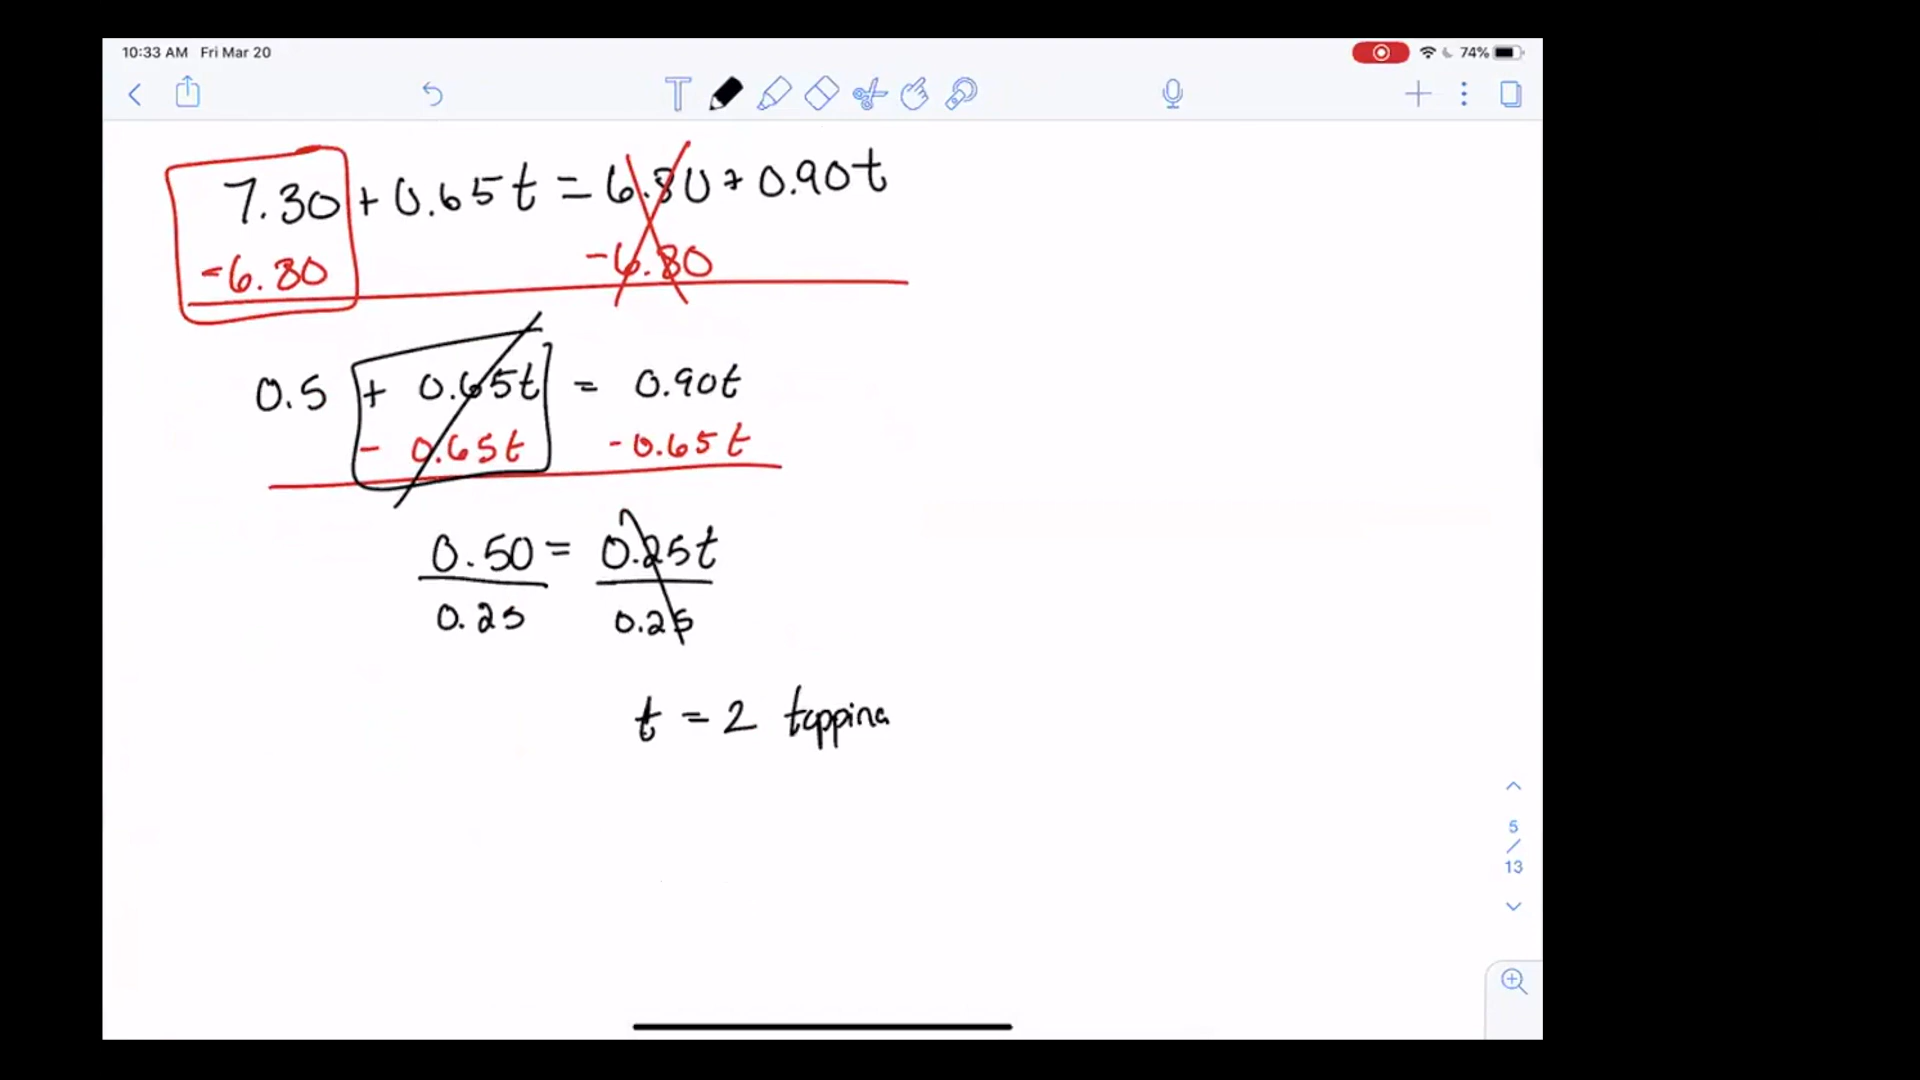 10:33 AM Fri Mar 20
74%
T
7.30 + 0.65t = 6.80 + 0.90t
-6.80 -6.80
0.5 + 0.65t = 0.90t
- 0.65t -0.65t
0.50 = 0.25t
0.25 0.25
t = 2 toppina
5
/
13